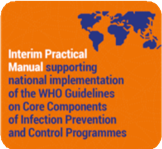 Interim Practical
Manual supporting
national implementation
of the WHO Guidelines
on Core Components
of Infection Prevention
and Control Programmes